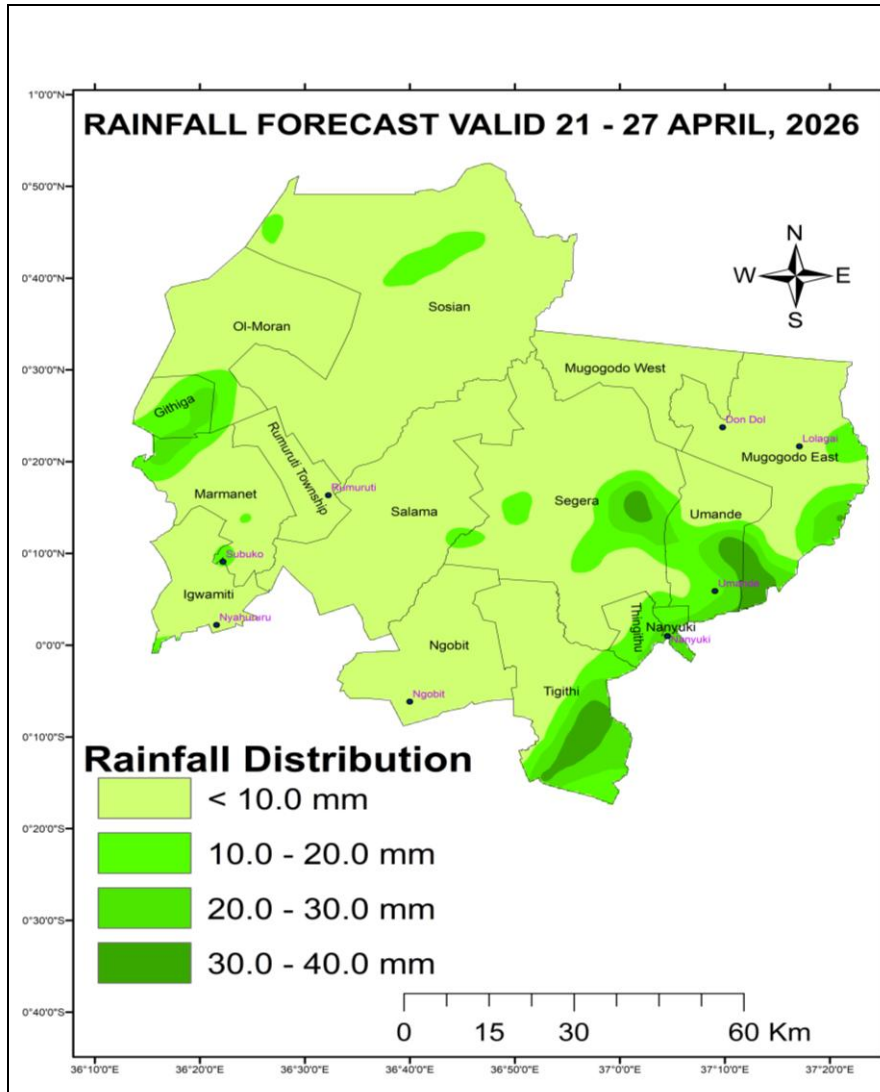 1°0'0"N
RAINFALL FORECAST VALID 21 - 27 APRIL, 2026
0°50'0"N
N
W E
S
0°40'0"N
Sosian
Ol-Moran
0°30'0"N
Mugogodo West
Githiga
Don Dol
Rumuruti Township
Lolagai
0°20'0"N
Mugogodo East
Marmanet
Rumuruti
Salama
Segera
Umande
0°10'0"N
Subuko
Igwamiti
Umande
Nyahururu
Thingithu
Nanyuki
Nanyuki
0°0'0"
Ngobit
Tigithi
Ngobit
0°10'0"S
Rainfall Distribution
< 10.0 mm
0°20'0"S
10.0 - 20.0 mm
0°30'0"S
20.0 - 30.0 mm
30.0 - 40.0 mm
0°40'0"S
0 15 30 60 Km
36°10'0"E 36°20'0"E 36°30'0"E 36°40'0"E 36°50'0"E 37°0'0"E 37°10'0"E 37°20'0"E